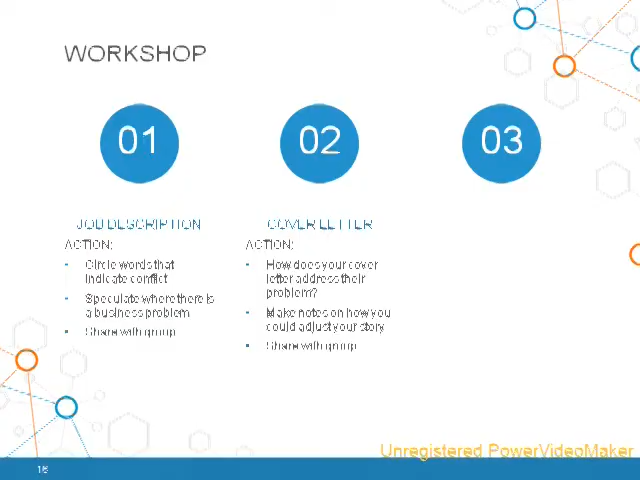 WORKSHOP
01
02
03
JOB DESCRIPTION
ACTION:
• Circle words that
indicate conflict
• Speculate where there is
a business problem
• Share with group
COVER LETTER
ACTION:
• How does your cover
letter address their
problem?
• Make notes on how you
could adjust your story
• Share with group
Unregistered PowerVideoMaker
16